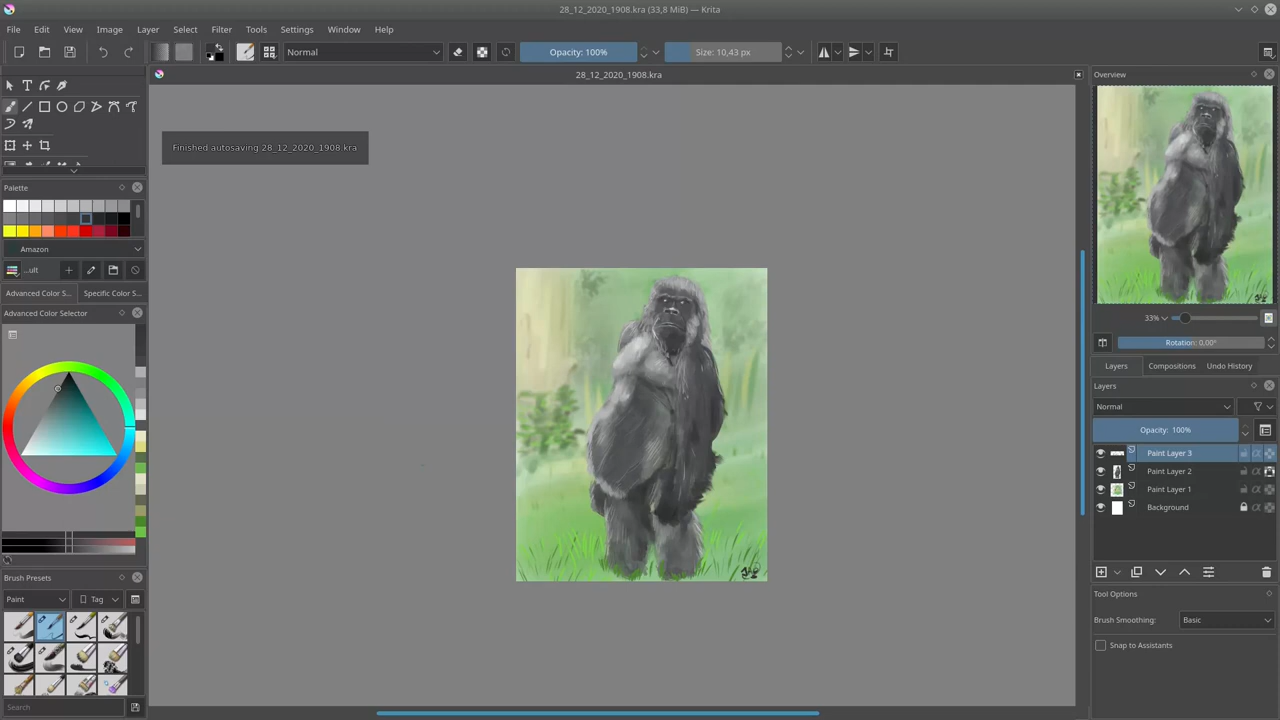 28_12_2020_1908.kra (33,8 MiB) — Krita
File Edit View Image Layer Select Filter Tools Settings Window Help
Normal Opacity: 100% Size: 10,43 px
28_12_2020_1908.kra
Finished autosaving 28_12_2020_1908.kra
Palette
Amazon
...ult
Advanced Color S... Specific Color S...
Advanced Color Selector
Brush Presets
Paint Tag
Search
Overview
33%
Rotation: 0,00°
Layers Compositions Undo History
Layers
Normal
Opacity: 100%
Paint Layer 3
Paint Layer 2
Paint Layer 1
Background
Tool Options
Brush Smoothing: Basic
Snap to Assistants